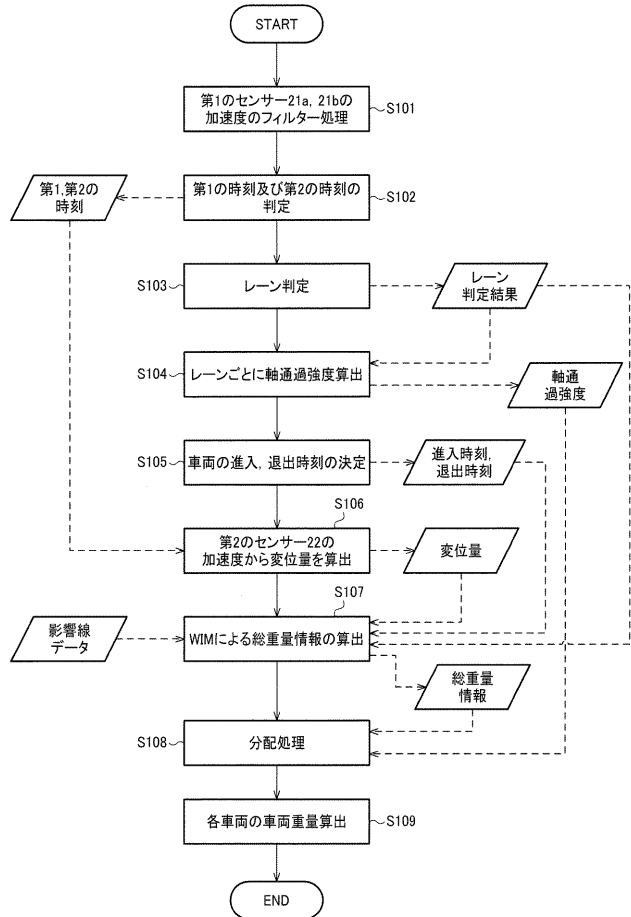 START
第1のセンサー21a, 21bの
加速度のフィルター処理
S101
第1,第2の
時刻
第1の時刻及び第2の時刻の
判定
S102
S103
レーン判定
レーン
判定結果
S104
レーンごとに軸通過強度算出
軸通
過強度
S105
車両の進入,退出時刻の決定
進入時刻,
退出時刻
S106
第2のセンサー22の
加速度から変位量を算出
変位量
S107
影響線
データ
WIMによる総重量情報の算出
総重量
情報
S108
分配処理
各車両の車両重量算出
S109
END